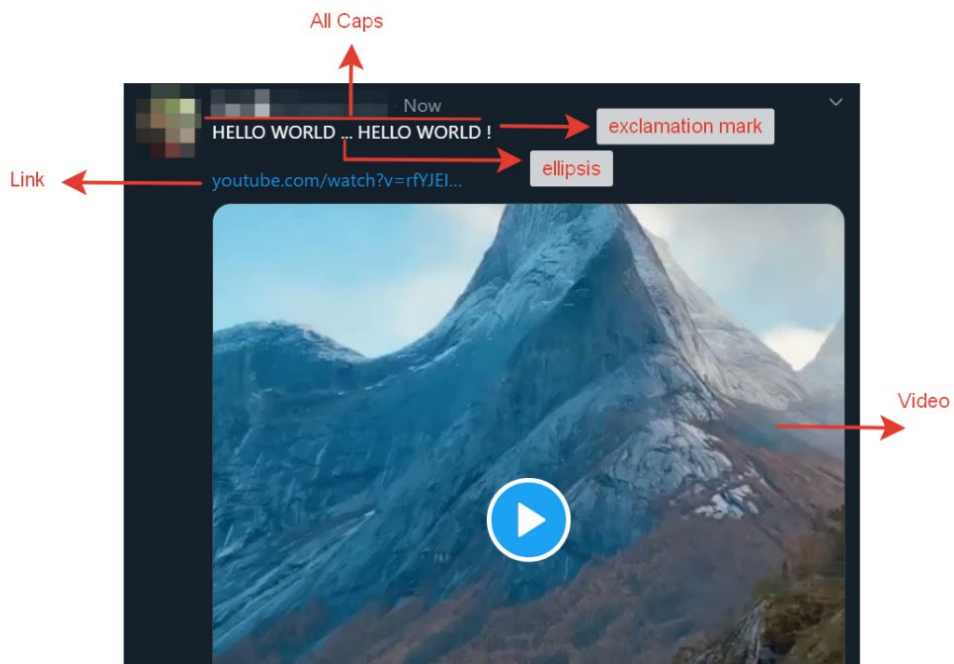 All Caps
Now
HELLO WORLD ... HELLO WORLD !
exclamation mark
ellipsis
Link
youtube.com/watch?v=rfYJEI...
Video